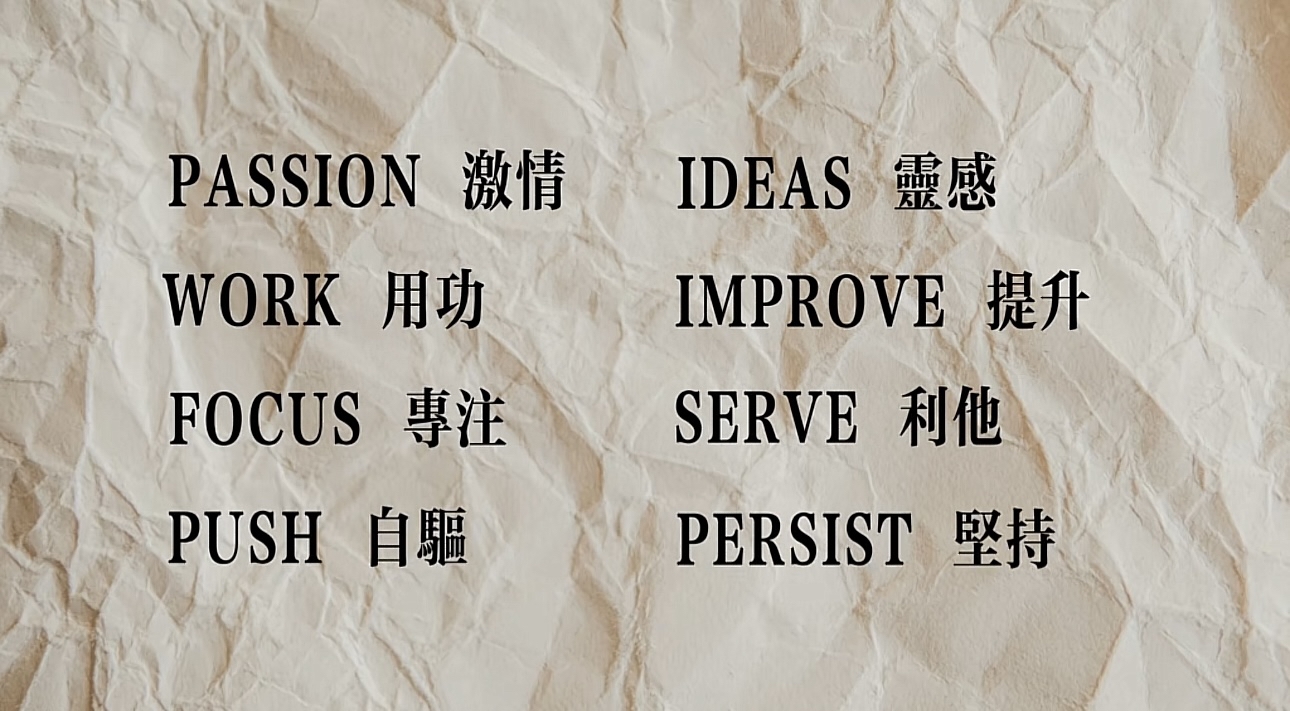 PASSION 激情
WORK 用功
FOCUS 專注
PUSH 自驅
IDEAS 靈感
IMPROVE 提升
SERVE 利他
PERSIST 堅持